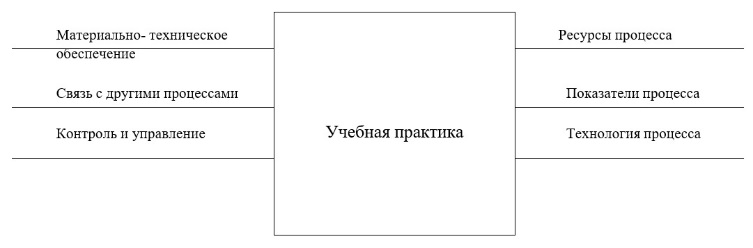 Материально- техническое
обеспечение
Связь с другими процессами
Контроль и управление
Учебная практика
Ресурсы процесса
Показатели процесса
Технология процесса